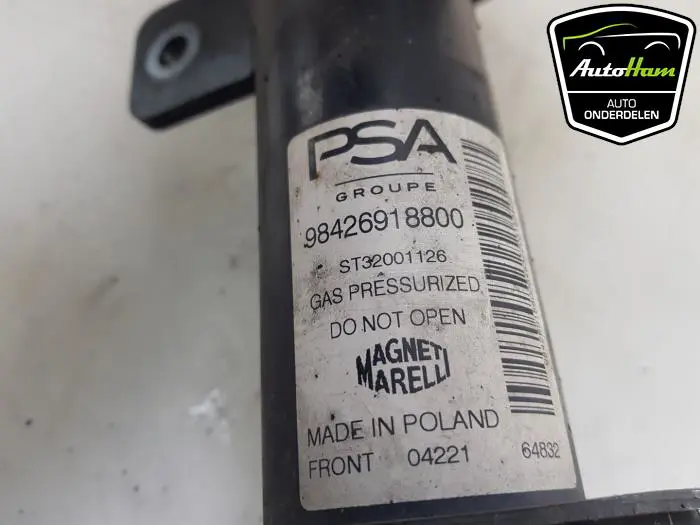 AutoHam
AUTO
ONDERDELEN
PSA
GROUPE
98426918800
ST32001126
GAS PRESSURIZED
DO NOT OPEN
MAGNETI
MARELLI
MADE IN POLAND
FRONT 04221 64832